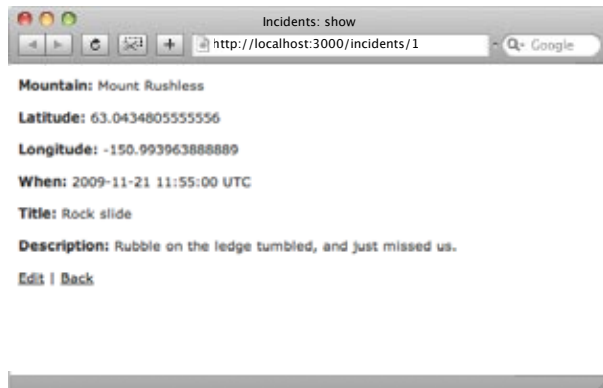 Incidents: show
http://localhost:3000/incidents/1
Google
Mountain: Mount Rushless
Latitude: 63.0434805555556
Longitude: -150.993963888889
When: 2009-11-21 11:55:00 UTC
Title: Rock slide
Description: Rubble on the ledge tumbled, and just missed us.
Edit | Back